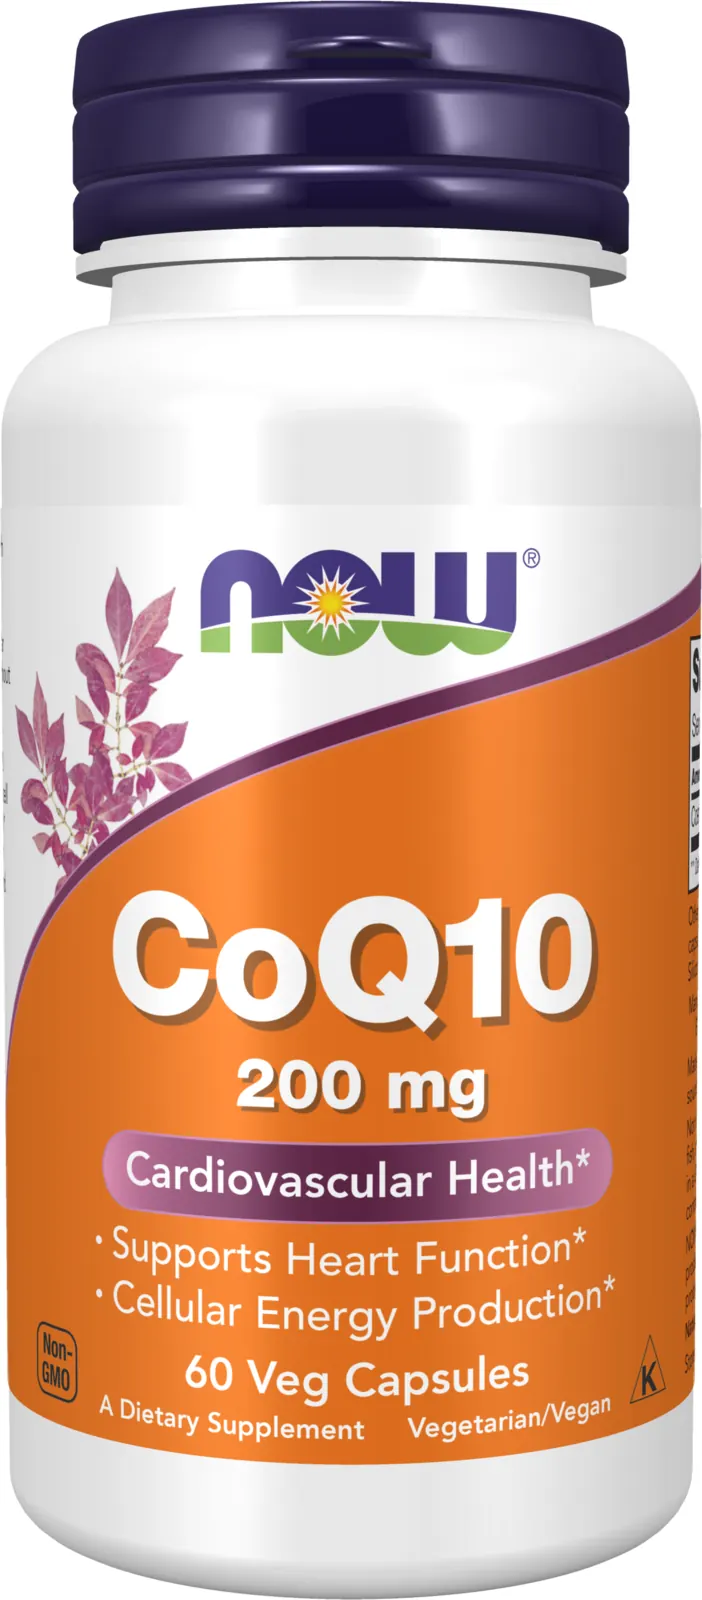 now®
CoQ10
200 mg
Cardiovascular Health*
• Supports Heart Function*
• Cellular Energy Production*
60 Veg Capsules
Non-
GMO
K
A Dietary Supplement
Vegetarian/Vegan